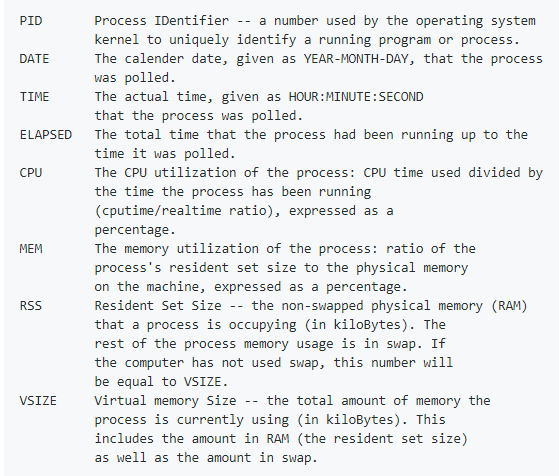 PID Process IDentifier -- a number used by the operating system
kernel to uniquely identify a running program or process.
DATE The calender date, given as YEAR-MONTH-DAY, that the process
was polled.
TIME The actual time, given as HOUR:MINUTE:SECOND
that the process was polled.
ELAPSED The total time that the process had been running up to the
time it was polled.
CPU The CPU utilization of the process: CPU time used divided by
the time the process has been running
(cputime/realtime ratio), expressed as a
percentage.
MEM The memory utilization of the process: ratio of the
process's resident set size to the physical memory
on the machine, expressed as a percentage.
RSS Resident Set Size -- the non-swapped physical memory (RAM)
that a process is occupying (in kiloBytes). The
rest of the process memory usage is in swap. If
the computer has not used swap, this number will
be equal to VSIZE.
VSIZE Virtual memory Size -- the total amount of memory the
process is currently using (in kiloBytes). This
includes the amount in RAM (the resident set size)
as well as the amount in swap.